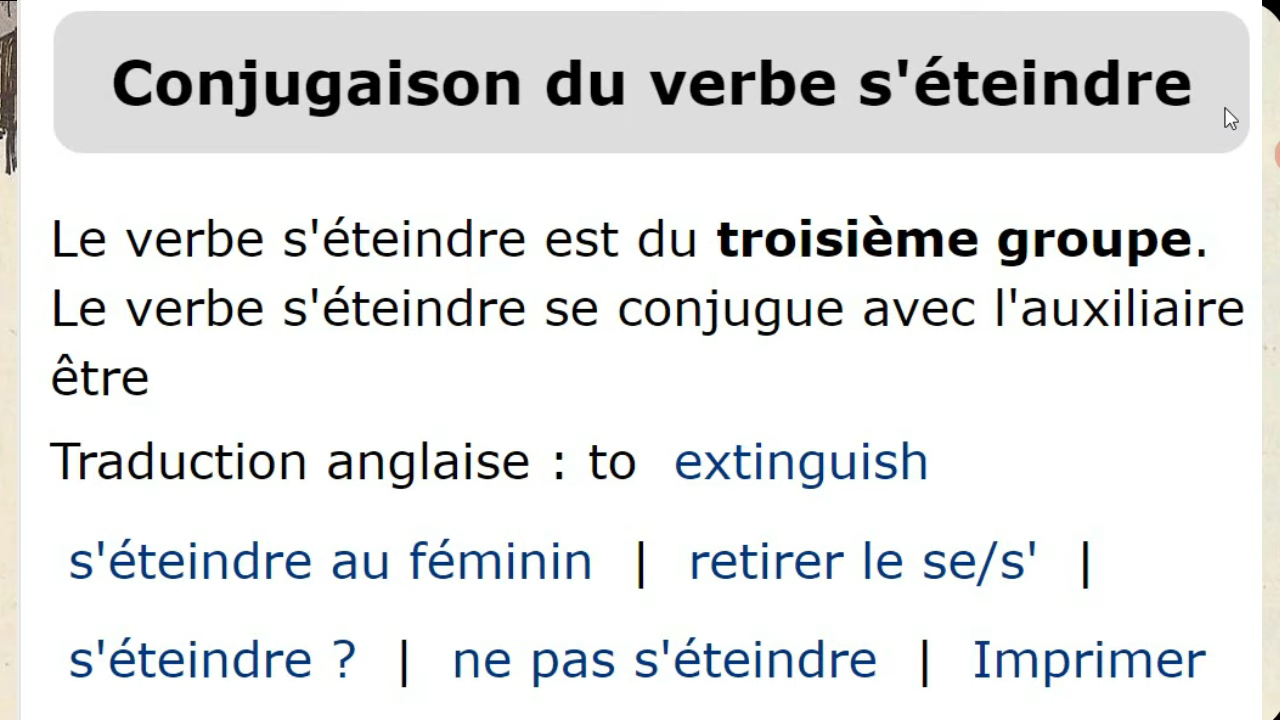 Conjugaison du verbe s'éteindre
Le verbe s'éteindre est du troisième groupe.
Le verbe s'éteindre se conjugue avec l'auxiliaire
être
Traduction anglaise : to extinguish
s'éteindre au féminin | retirer le se/s' |
s'éteindre ? | ne pas s'éteindre | Imprimer